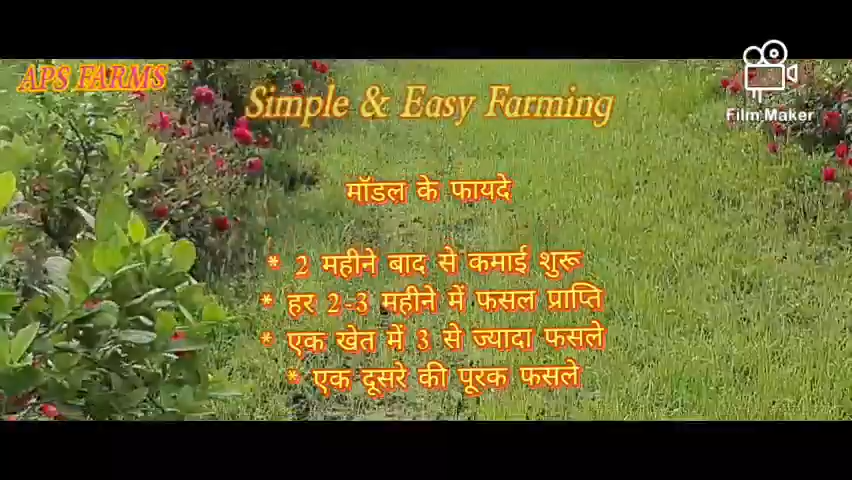 APS FARMS
Simple & Easy Farming
Film Maker
मॉडल के फायदे
* 2 महीने बाद से कमाई शुरू
* हर 2-3 महीने में फसल प्राप्ति
* एक खेत में 3 से ज्यादा फसले
* एक दूसरे की पूरक फसले